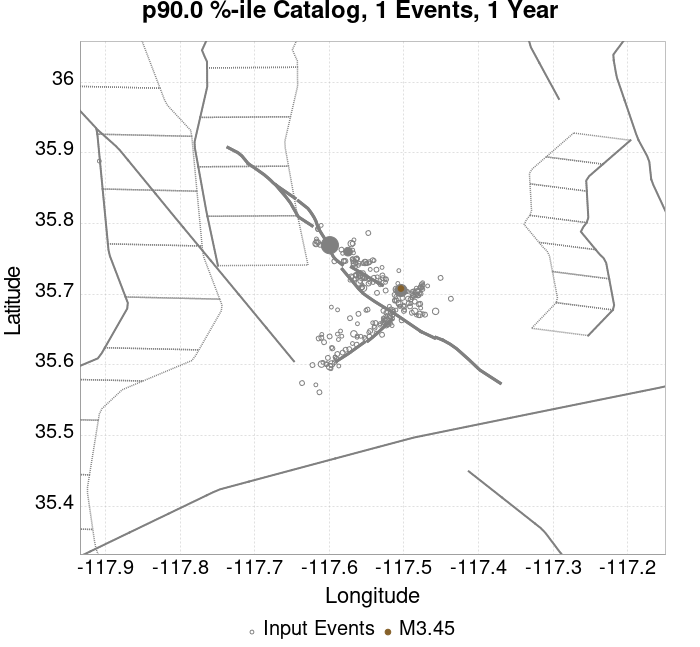 p90.0 %-ile Catalog, 1 Events, 1 Year
36
35.9
35.8
35.7
35.6
35.5
35.4
Latitude
-117.9 -117.8 -117.7 -117.6 -117.5 -117.4 -117.3 -117.2
Longitude
Input Events M3.45